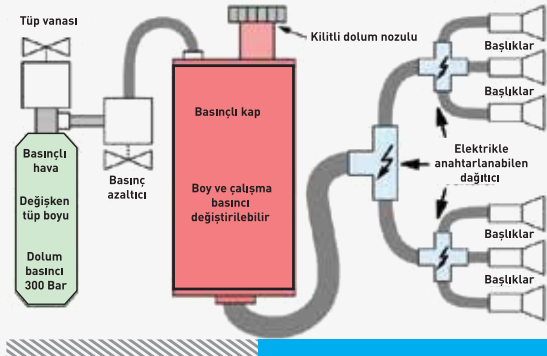 Tüp vanası
Kilitli dolum nozulu
Başlıklar
Başlıklar
Basınçlı kap
Basınçlı
hava
Basınç
azaltıcı
Elektrikle
anahtarlanabilen
dağıtıcı
Değişken
tüp boyu
Boy ve çalışma
basıncı
değiştirilebilir
Dolum
basıncı
300 Bar
Başlıklar
Başlıklar